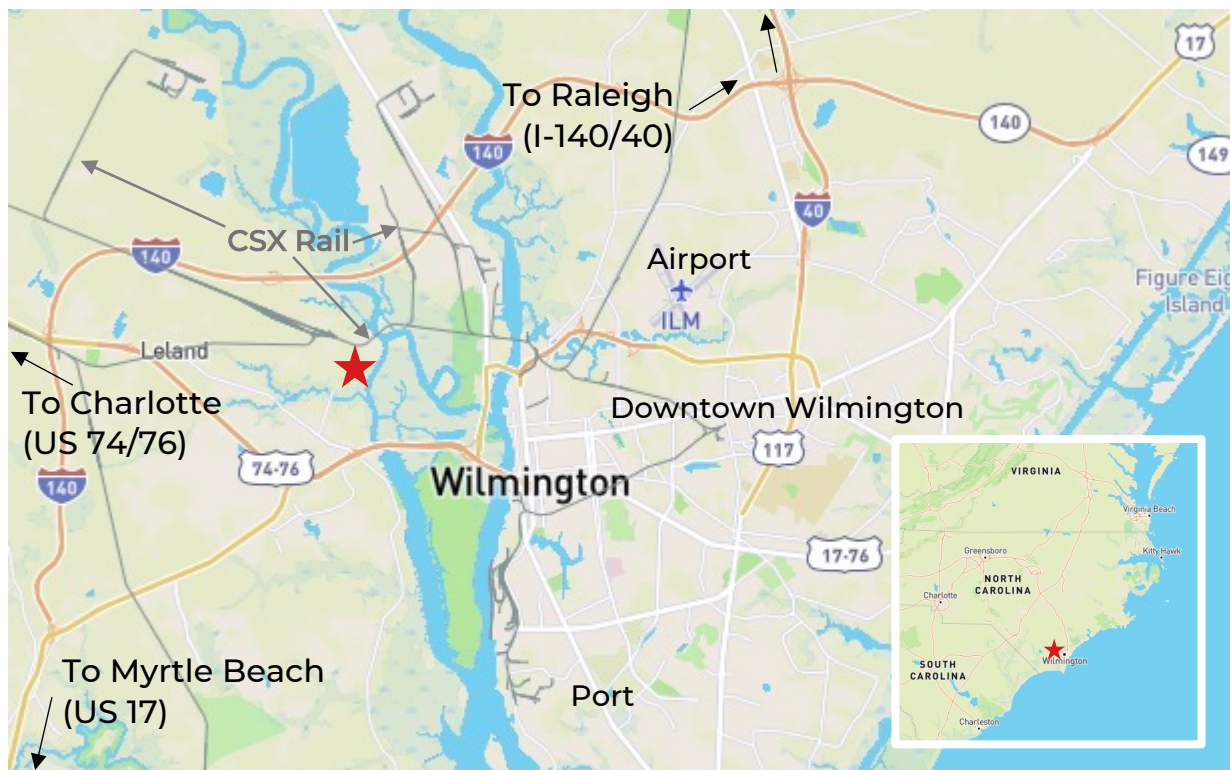 17
To Raleigh
(I-140/40)
140
140
149
40
CSX Rail
140
Airport
ILM
Figure Eig
Island
Leland
To Charlotte
(US 74/76)
Downtown Wilmington
117
74-76
140
Wilmington
17-76
To Myrtle Beach
(US 17)
Port
VIRGINIA
Virginia Beach
Greensboro
Kitty Hawk
NORTH
CAROLINA
Charlotte
Wilmington
SOUTH
CAROLINA
Charleston